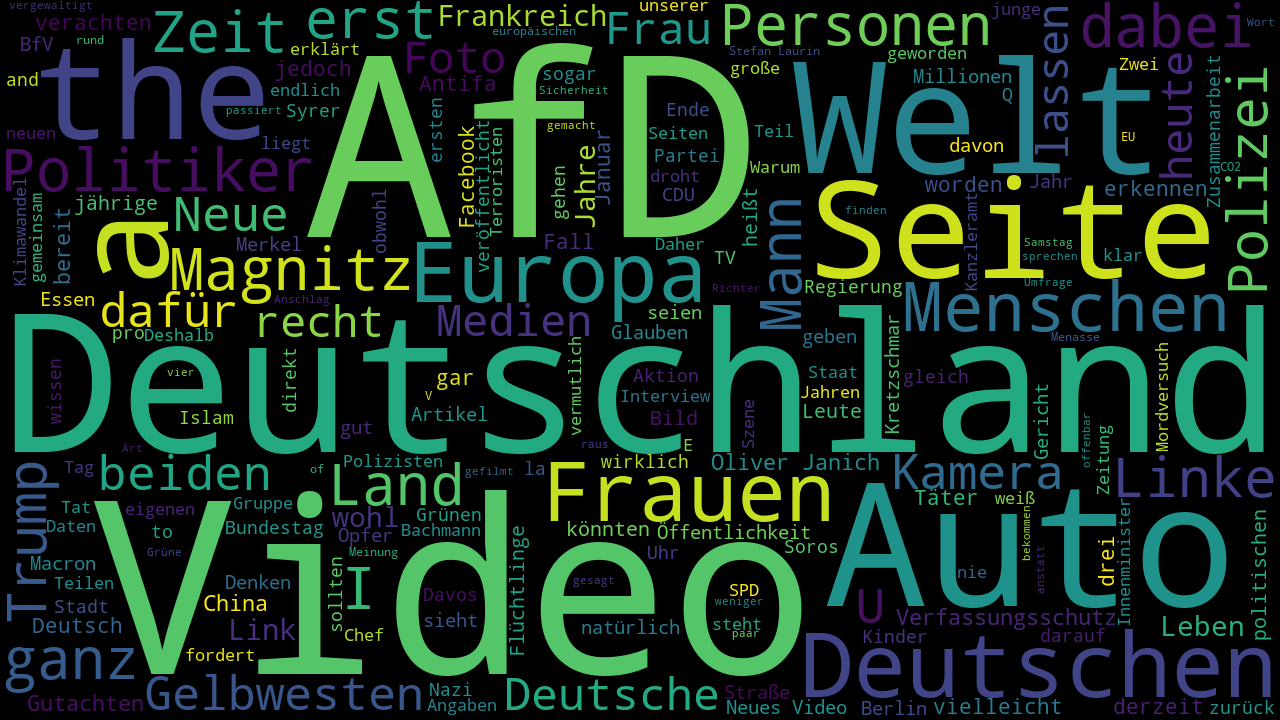 vergewaltigt
verachten
BfV
rund
Zeit
erst
erklärt
Frankreich
europäischen
unserer
Frau
Personen
junge
dabei
Wort
and
the
jedoch
endlich
passiert
Syrer
Foto
Antifa
AfD
sogar
Sicherheit
gemacht
Stefan Laurin
große
geworden
Millionen
Q
Welt
lassen
Zwei
heute
EU
zusammenarbeit
Polizei
CO2
neuen
liegt
ersten
Ende
Seiten
Partei
droht
CDU
Teil
Warum
davon
Politiker
Facebook
veröffentlicht
Terroristen
gehen
Jahre
Januar
heißt
worden
Jahr
erkennen
Klimawandel
gemeinsam
bereit
jährige
a
Neue
Merkel
obwohl
Fall
Daher
TV
Mann
finden
Seite
Kanzleramt
Samstag
sprechen
Umfrage
klar
Essen
Magnitz
Anschlag
Europa
Richter
Regierung
Menschen
dafür
pro
Deshalb
recht
Medien
seien
Glauben
geben
Kretzschmar
Menasse
Deutschland
wissen
vier
Islam
direkt
gar
V
Artikel
vermutlich
Aktion
Interview
Bild
Staat
Jahren
Leute
gleich
Gericht
Mordversuch
offenbar
Art
gut
raus
E
Szene
Zeitung
Trump
Tag
beiden
of
Polizisten
Land
gefilmt
la
wirklich
Oliver Janich
Kamera
Linke
Tat
Daten
to
eigenen
Gruppe
Bundestag
wohl
Opfer
Grünen
Bachmann
Frauen
könnten
Öffentlichkeit
Soros
Täter
weiß
bekommen
Auto
Innenminister
politischen
Macron
Teilen
Grüne
Video
Meinung
Flüchtlinge
Uhr
nie
anstatt
drei
Stadt
Deutsch
Denken
China
Link
sollten
I
Chef
Davos
sieht
gesagt
natürlich
SPD
weniger
steht
paar
U
Verfassungsschutz
Kinder
darauf
Leben
ganz
fordert
Gutachten
Gelbwesten
Nazi
Angaben
Deutsche
Straße
Neues Video
Deutschen
Berlin
vielleicht
derzeit
zurück